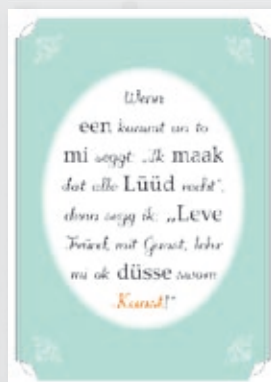 Wenn
een kummt un to
mi seggt „Ik maak
dat alle Lüüd recht“,
denn segg ik: „Leve
Fründ, mit Gunst, lehr
mi ok düsse swore
Kunst!“